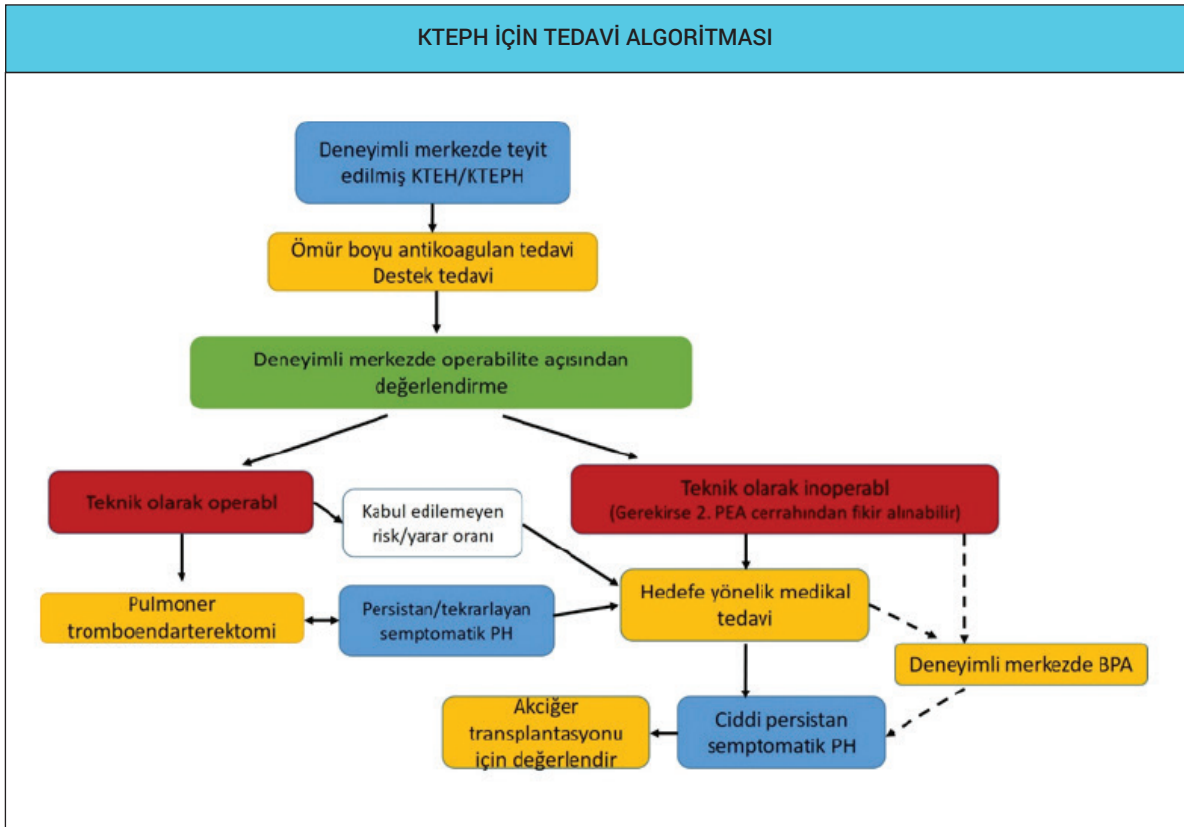 KTEPH İÇİN TEDAVİ ALGORİTMASI
Deneyimli merkezde teyit
edilmiş KTEH/KTEPH
Ömür boyu antikoagulan tedavi
Destek tedavi
Deneyimli merkezde operabilite açısından
değerlendirme
Teknik olarak operabl
Kabul edilemeyen
risk/yarar oranı
Teknik olarak inoperabl
(Gerekirse 2. PEA cerrahından fikir alınabilir)
Pulmoner
tromboendarterektomi
Persistan/tekrarlayan
semptomatik PH
Hedefe yönelik medikal
tedavi
Deneyimli merkezde BPA
Akciğer
transplantasyonu
için değerlendir
Ciddi persistan
semptomatik PH